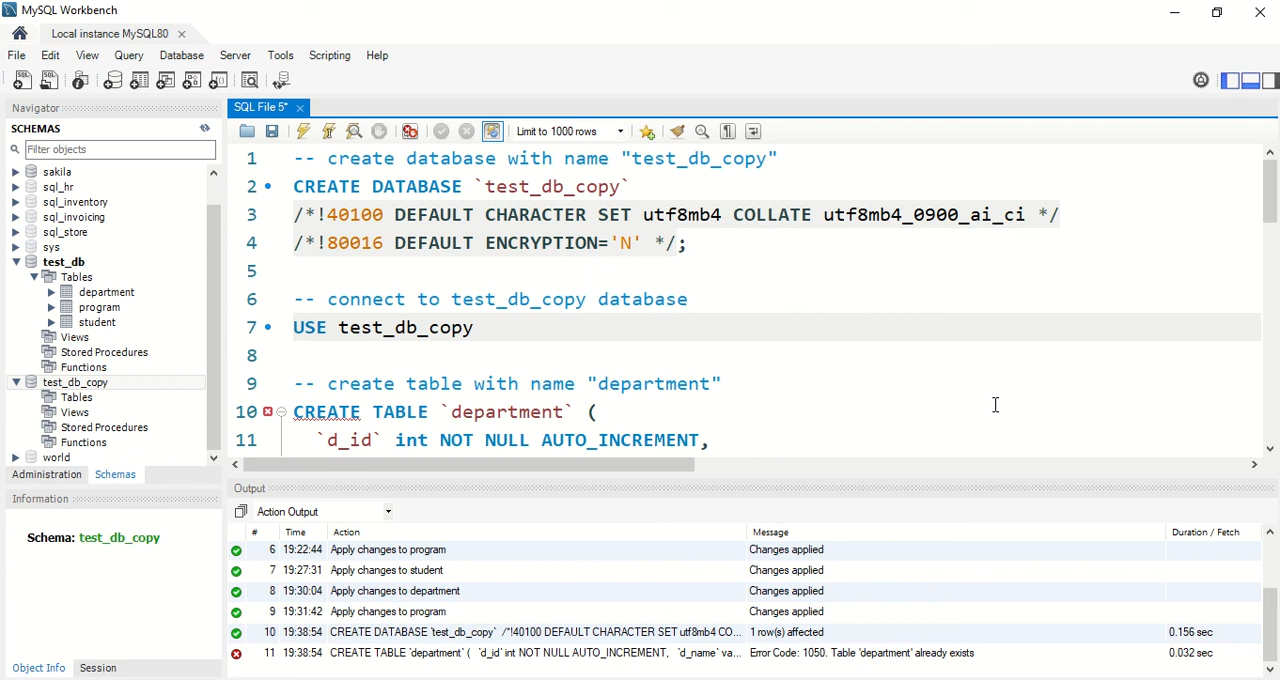 MySQL Workbench
Local instance MySQL80
File Edit View Query Database Server Tools Scripting Help
Navigator
SCHEMAS
Filter objects
sakila
sql_hr
sql_inventory
sql_invoicing
sql_store
sys
test_db
Tables
department
program
student
Views
Stored Procedures
Functions
test_db_copy
Tables
Views
Stored Procedures
Functions
world
Administration Schemas
Information
Schema: test_db_copy
Object Info Session
SQL File 5*
Limit to 1000 rows
1 -- create database with name "test_db_copy"
2 CREATE DATABASE `test_db_copy`
3 /*!40100 DEFAULT CHARACTER SET utf8mb4 COLLATE utf8mb4_0900_ai_ci */
4 /*!80016 DEFAULT ENCRYPTION='N' */;
5
6 -- connect to test_db_copy database
7 USE test_db_copy
8
9 -- create table with name "department"
10 CREATE TABLE `department` (
11 `d_id` int NOT NULL AUTO_INCREMENT,
Output
Action Output
# Time Action Message Duration / Fetch
6 19:22:44 Apply changes to program Changes applied
7 19:27:31 Apply changes to student Changes applied
8 19:30:04 Apply changes to department Changes applied
9 19:31:42 Apply changes to program Changes applied
10 19:38:54 CREATE DATABASE `test_db_copy` /*!40100 DEFAULT CHARACTER SET utf8mb4 CO... 1 row(s) affected 0.156 sec
11 19:38:54 CREATE TABLE `department` ( `d_id` int NOT NULL AUTO_INCREMENT, `d_name` va... Error Code: 1050. Table 'department' already exists 0.032 sec